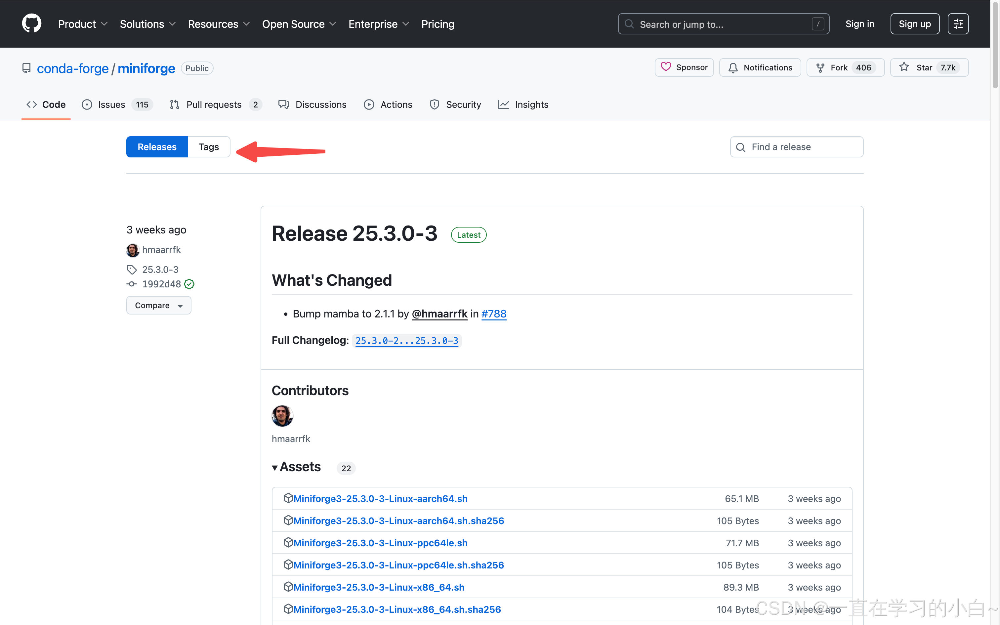 Product Solutions Resources Open Source Enterprise Pricing Search or jump to... / Sign in Sign up
conda-forge / miniforge Public Sponsor Notifications Fork 406 Star 7.7k
Code Issues 115 Pull requests 2 Discussions Actions Security Insights
Releases Tags Find a release
3 weeks ago
hmaarrfk
25.3.0-3
1992d48
Compare
Release 25.3.0-3 Latest
What's Changed
• Bump mamba to 2.1.1 by @hmaarrfk in #788
Full Changelog: 25.3.0-2...25.3.0-3
Contributors
hmaarrfk
Assets 22
Miniforge3-25.3.0-3-Linux-aarch64.sh 65.1 MB 3 weeks ago
Miniforge3-25.3.0-3-Linux-aarch64.sh.sha256 105 Bytes 3 weeks ago
Miniforge3-25.3.0-3-Linux-ppc64le.sh 71.7 MB 3 weeks ago
Miniforge3-25.3.0-3-Linux-ppc64le.sh.sha256 105 Bytes 3 weeks ago
Miniforge3-25.3.0-3-Linux-x86_64.sh 89.3 MB 3 weeks ago
Miniforge3-25.3.0-3-Linux-x86_64.sh.sha256 104 Bytes 3 weeks ago
CSDN @一直在学习的小白~